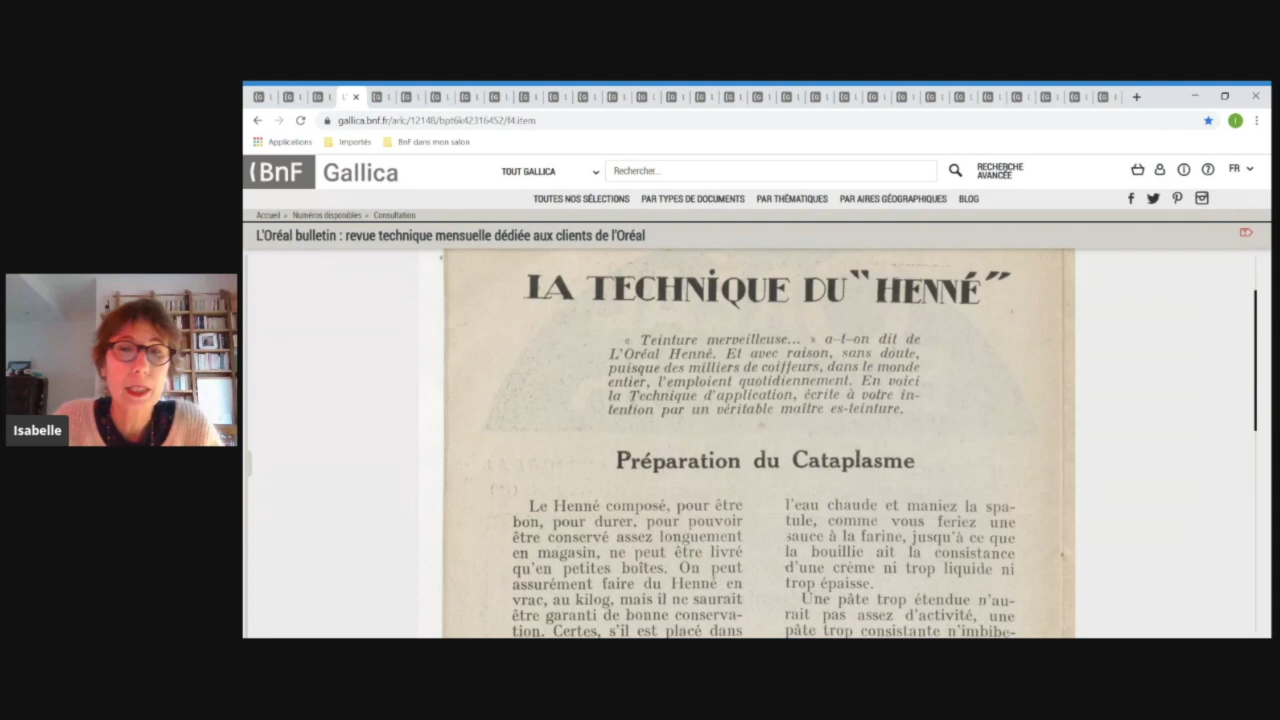 gallica.bnf.fr/ark:/12148/bpt6k42316452/f4.item
Applications
Importés
BnF dans mon salon
BnF
Gallica
TOUT GALLICA
Rechercher...
RECHERCHE
AVANCÉE
FR
TOUTES NOS SÉLECTIONS
PAR TYPES DE DOCUMENTS
PAR THÉMATIQUES
PAR AIRES GÉOGRAPHIQUES
BLOG
Accueil > Numéros disponibles > Consultation
L'Oréal bulletin : revue technique mensuelle dédiée aux clients de l'Oréal
LA TECHNIQUE DU "HENNÉ"
« Teinture merveilleuse... » a-t-on dit de
L'Oréal Henné. Et avec raison, sans doute,
puisque des milliers de coiffeurs, dans le monde
entier, l'emploient quotidiennement. En voici
la Technique d'application, écrite à votre in-
tention par un véritable maître es-teinture.
Préparation du Cataplasme
Le Henné composé, pour être
bon, pour durer, pour pouvoir
être conservé assez longuement
en magasin, ne peut être livré
qu'en petites boîtes. On peut
assurément faire du Henné en
vrac, au kilog, mais il ne saurait
être garanti de bonne conserva-
tion. Certes, s'il est placé dans
l'eau chaude et maniez la spa-
tule, comme vous feriez une
sauce à la farine, jusqu'à ce que
la bouillie ait la consistance
d'une crème ni trop liquide ni
trop épaisse.
Une pâte trop étendue n'au-
rait pas assez d'activité, une
pâte trop consistante n'imbibe-
Isabelle